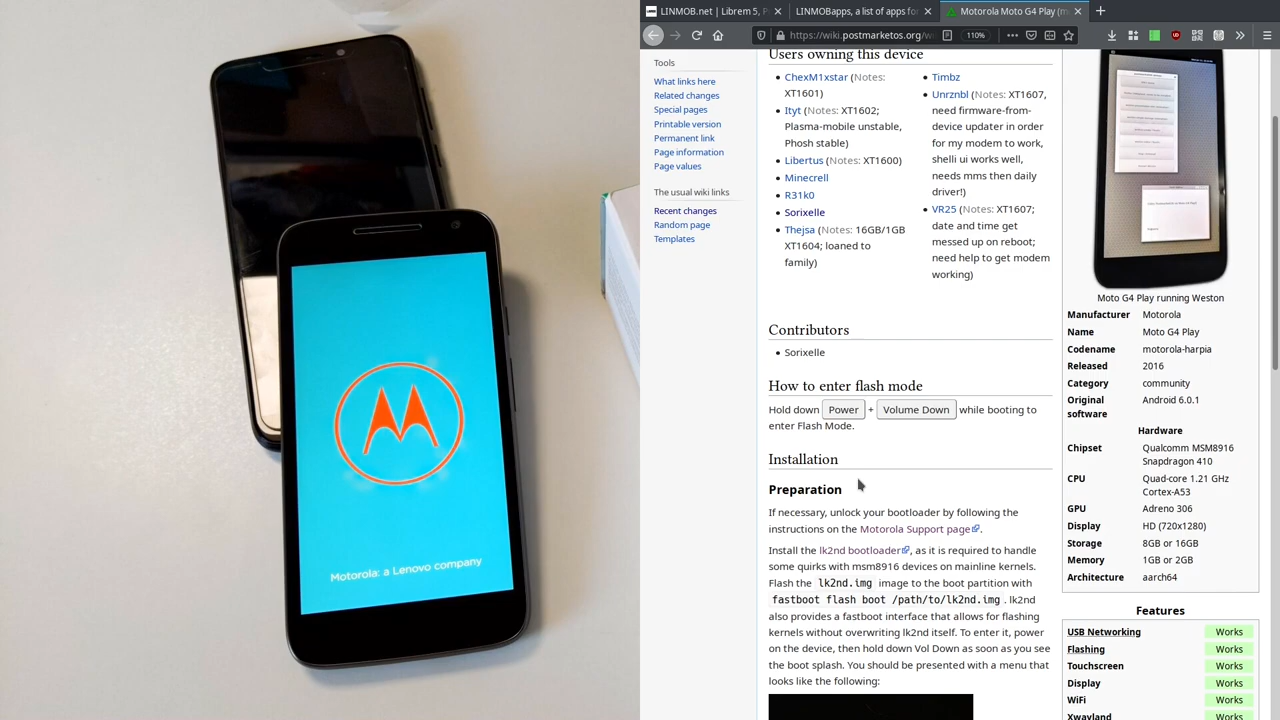 Motorola: a Lenovo company
LINMOB.net | Librem 5, P
LINMOBapps, a list of apps fo
Motorola Moto G4 Play (m
https://wiki.postmarketos.org/w
110%
Tools
What links here
Related changes
Special pages
Printable version
Permanent link
Page information
Page values
The usual wiki links
Recent changes
Random page
Templates
Users owning this device
ChexM1xstar (Notes:
XT1601)
Ityt (Notes: XT1602;
Plasma-mobile unstable,
Phosh stable)
Libertus (Notes: XT1600)
Minecrell
R31k0
Sorixelle
Thejsa (Notes: 16GB/1GB
XT1604; loaned to
family)
Timbz
Unrznbl (Notes: XT1607,
need firmware-from-
device updater in order
for my modem to work,
shelli ui works well,
needs mms then daily
driver!)
VR25 (Notes: XT1607;
date and time get
messed up on reboot;
need help to get modem
working)
Contributors
Sorixelle
How to enter flash mode
Hold down Power + Volume Down while booting to
enter Flash Mode.
Installation
Preparation
If necessary, unlock your bootloader by following the
instructions on the Motorola Support page.
Install the lk2nd bootloader, as it is required to handle
some quirks with msm8916 devices on mainline kernels.
Flash the lk2nd.img image to the boot partition with
fastboot flash boot /path/to/lk2nd.img. lk2nd
also provides a fastboot interface that allows for flashing
kernels without overwriting lk2nd itself. To enter it, power
on the device, then hold down Vol Down as soon as you see
the boot splash. You should be presented with a menu that
looks like the following:
Moto G4 Play running Weston
Manufacturer Motorola
Name Moto G4 Play
Codename motorola-harpia
Released 2016
Category community
Original Android 6.0.1
software
Hardware
Chipset Qualcomm MSM8916
Snapdragon 410
CPU Quad-core 1.21 GHz
Cortex-A53
GPU Adreno 306
Display HD (720x1280)
Storage 8GB or 16GB
Memory 1GB or 2GB
Architecture aarch64
Features
USB Networking Works
Flashing Works
Touchscreen Works
Display Works
WiFi Works
Xwayland Works